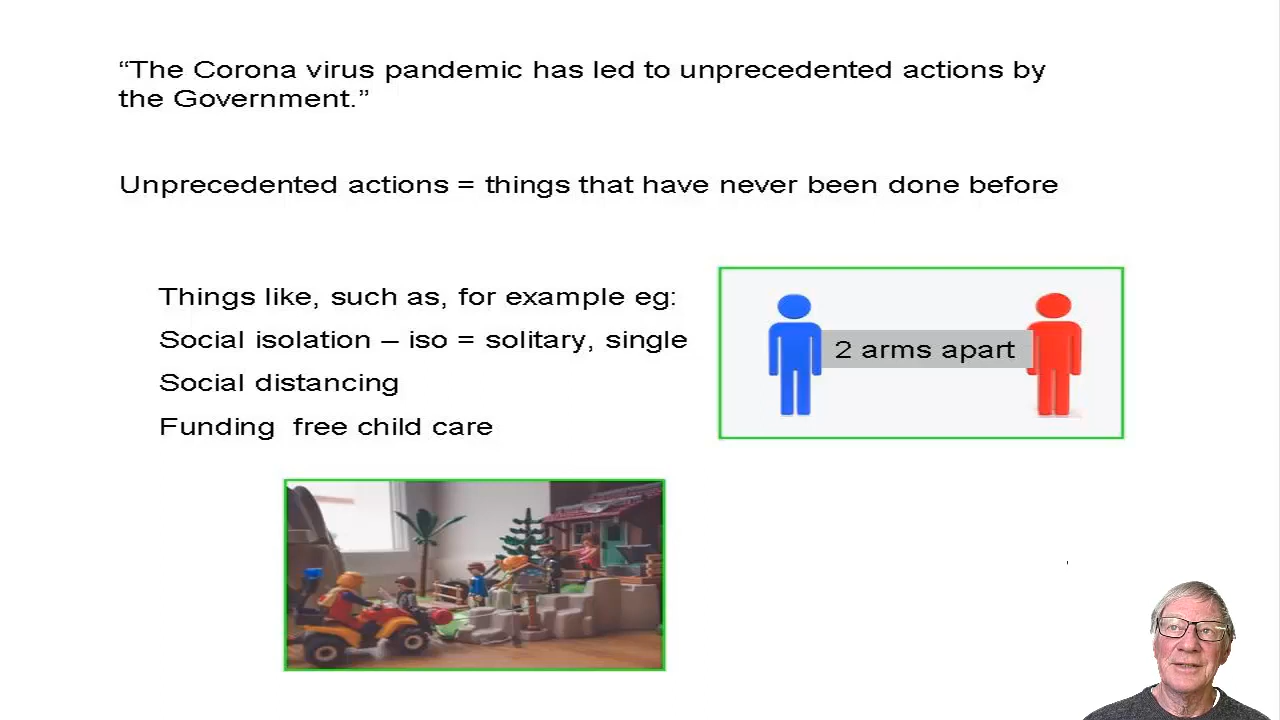 “The Corona virus pandemic has led to unprecedented actions by
the Government.”
Unprecedented actions = things that have never been done before
Things like, such as, for example eg:
Social isolation – iso = solitary, single
Social distancing
Funding  free child care
2 arms apart